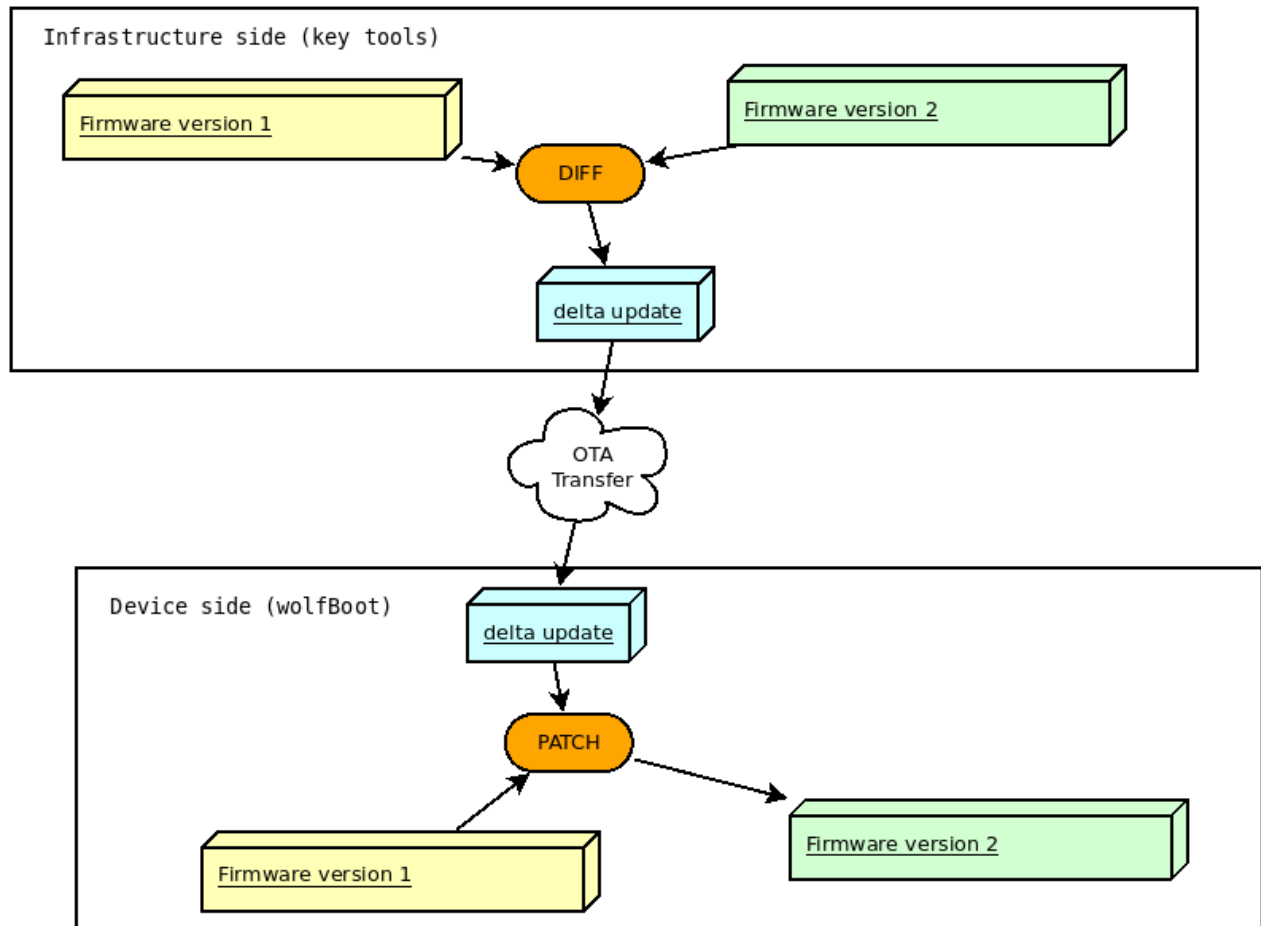 Infrastructure side (key tools)
Firmware version 1
Firmware version 2
DIFF
delta update
OTA
Transfer
Device side (wolfBoot)
delta update
PATCH
Firmware version 1
Firmware version 2